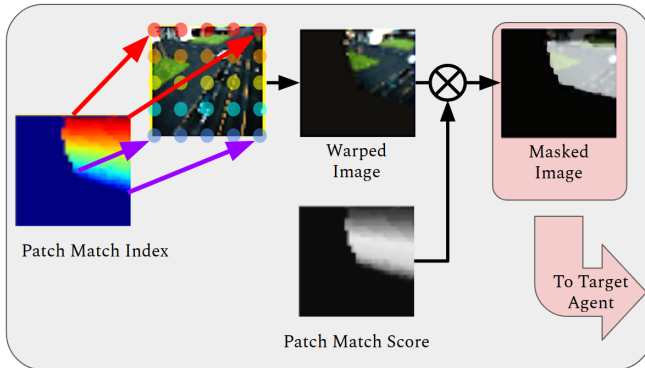 Warped
Image
Masked
Image
Patch Match Index
To Target
Agent
Patch Match Score